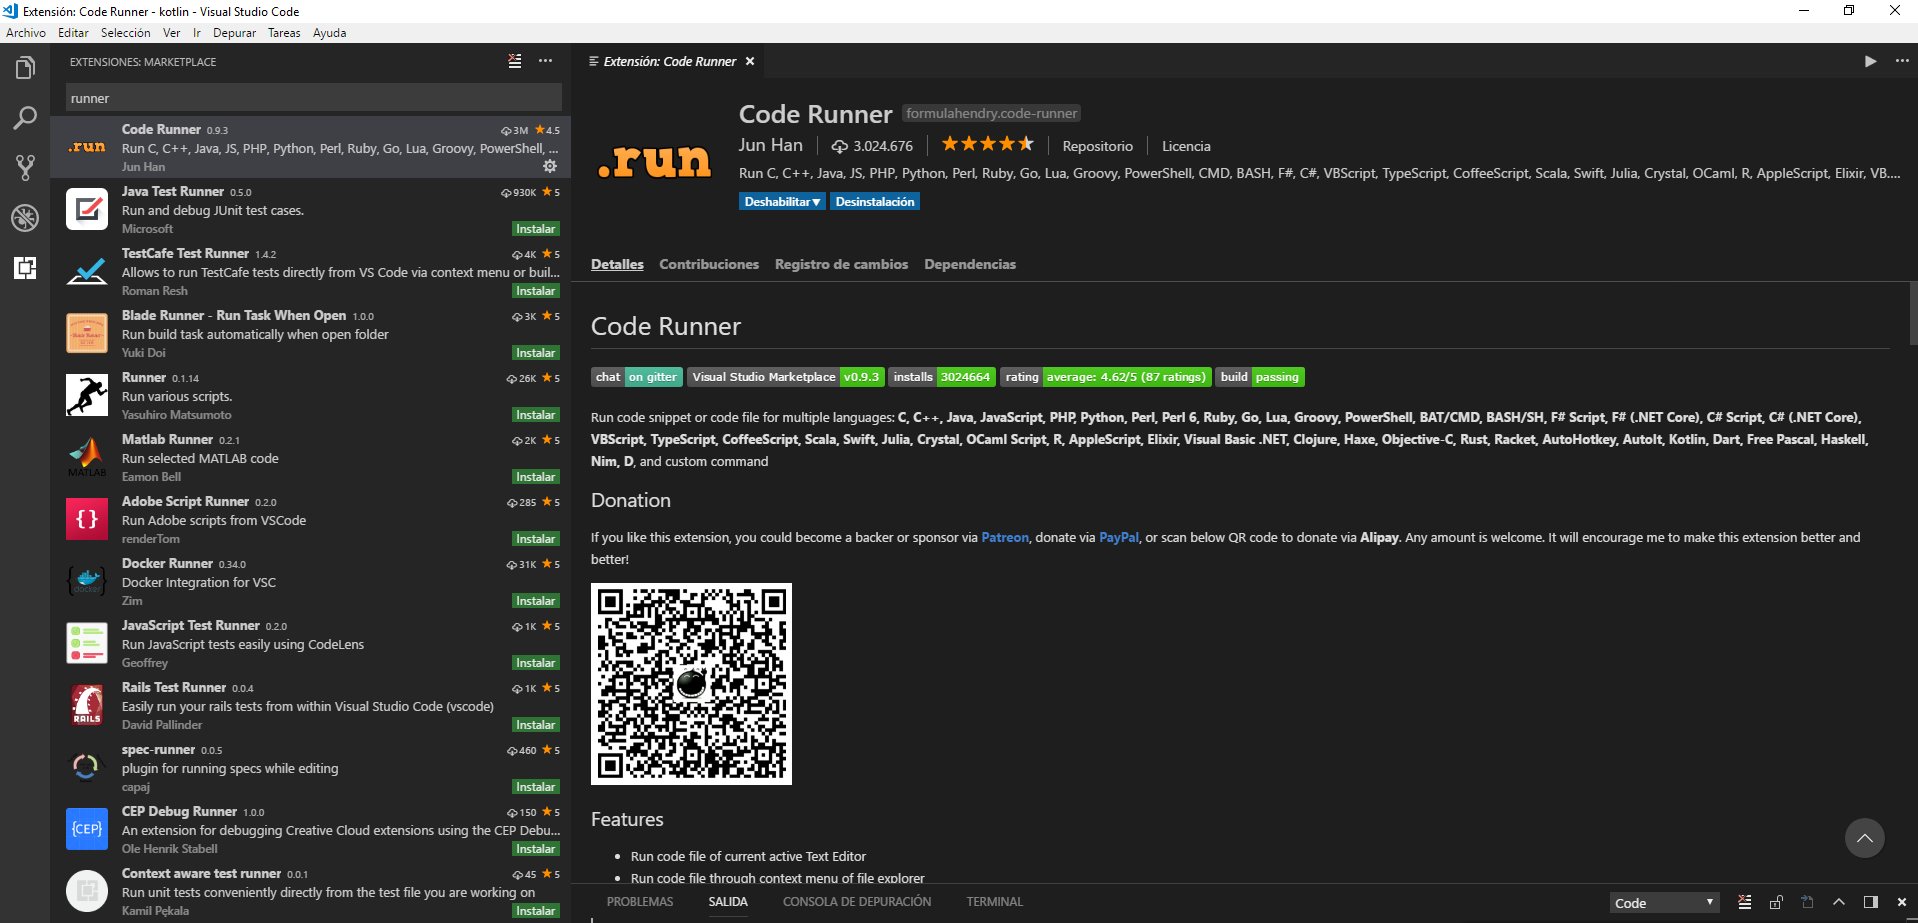 Extensión: Code Runner - kotlin - Visual Studio Code
Archivo Editar Selección Ver Ir Depurar Tareas Ayuda
EXTENSIONES: MARKETPLACE
runner
Code Runner 0.9.3 3M 4.5
Run C, C++, Java, JS, PHP, Python, Perl, Ruby, Go, Lua, Groovy, PowerShell, ...
Jun Han
.run
Java Test Runner 0.5.0 930K 5
Run and debug JUnit test cases.
Microsoft Instalar
TestCafe Test Runner 1.4.2 4K 5
Allows to run TestCafe tests directly from VS Code via context menu or buil...
Roman Resh Instalar
Blade Runner - Run Task When Open 1.0.0 3K 5
Run build task automatically when open folder
Yuki Doi Instalar
Runner 0.1.14 26K 5
Run various scripts.
Yasuhiro Matsumoto Instalar
Matlab Runner 0.2.1 2K 5
Run selected MATLAB code
MATLAB
Eamon Bell Instalar
Adobe Script Runner 0.2.0 285 5
{} Run Adobe scripts from VSCode
renderTom Instalar
Docker Runner 0.34.0 31K 5
Docker Integration for VSC
docker
Zim Instalar
JavaScript Test Runner 0.2.0 1K 5
Run JavaScript tests easily using CodeLens
Geoffrey Instalar
Rails Test Runner 0.0.4 1K 5
Easily run your rails tests from within Visual Studio Code (vscode)
RAILS
David Pallinder Instalar
spec-runner 0.0.5 460 5
plugin for running specs while editing
capaj Instalar
CEP Debug Runner 1.0.0 150 5
{CEP} An extension for debugging Creative Cloud extensions using the CEP Debu...
Ole Henrik Stabell Instalar
Context aware test runner 0.0.1 45 5
Run unit tests conveniently directly from the test file you are working on
Kamil Pękala Instalar
Extensión: Code Runner
.run
Code Runner formulahendry.code-runner
Jun Han 3.024.676 Repositorio Licencia
Run C, C++, Java, JS, PHP, Python, Perl, Ruby, Go, Lua, Groovy, PowerShell, CMD, BASH, F#, C#, VBScript, TypeScript, CoffeeScript, Scala, Swift, Julia, Crystal, OCaml, R, AppleScript, Elixir, VB....
Deshabilitar▼ Desinstalación
Detalles Contribuciones Registro de cambios Dependencias
Code Runner
chat on gitter Visual Studio Marketplace v0.9.3 installs 3024664 rating average: 4.62/5 (87 ratings) build passing
Run code snippet or code file for multiple languages: C, C++, Java, JavaScript, PHP, Python, Perl, Perl 6, Ruby, Go, Lua, Groovy, PowerShell, BAT/CMD, BASH/SH, F# Script, F# (.NET Core), C# Script, C# (.NET Core),
VBScript, TypeScript, CoffeeScript, Scala, Swift, Julia, Crystal, OCaml Script, R, AppleScript, Elixir, Visual Basic .NET, Clojure, Haxe, Objective-C, Rust, Racket, AutoHotkey, AutoIt, Kotlin, Dart, Free Pascal, Haskell,
Nim, D, and custom command
Donation
If you like this extension, you could become a backer or sponsor via Patreon, donate via PayPal, or scan below QR code to donate via Alipay. Any amount is welcome. It will encourage me to make this extension better and
better!
Features
• Run code file of current active Text Editor
• Run code file through context menu of file explorer
PROBLEMAS SALIDA CONSOLA DE DEPURACIÓN TERMINAL Code